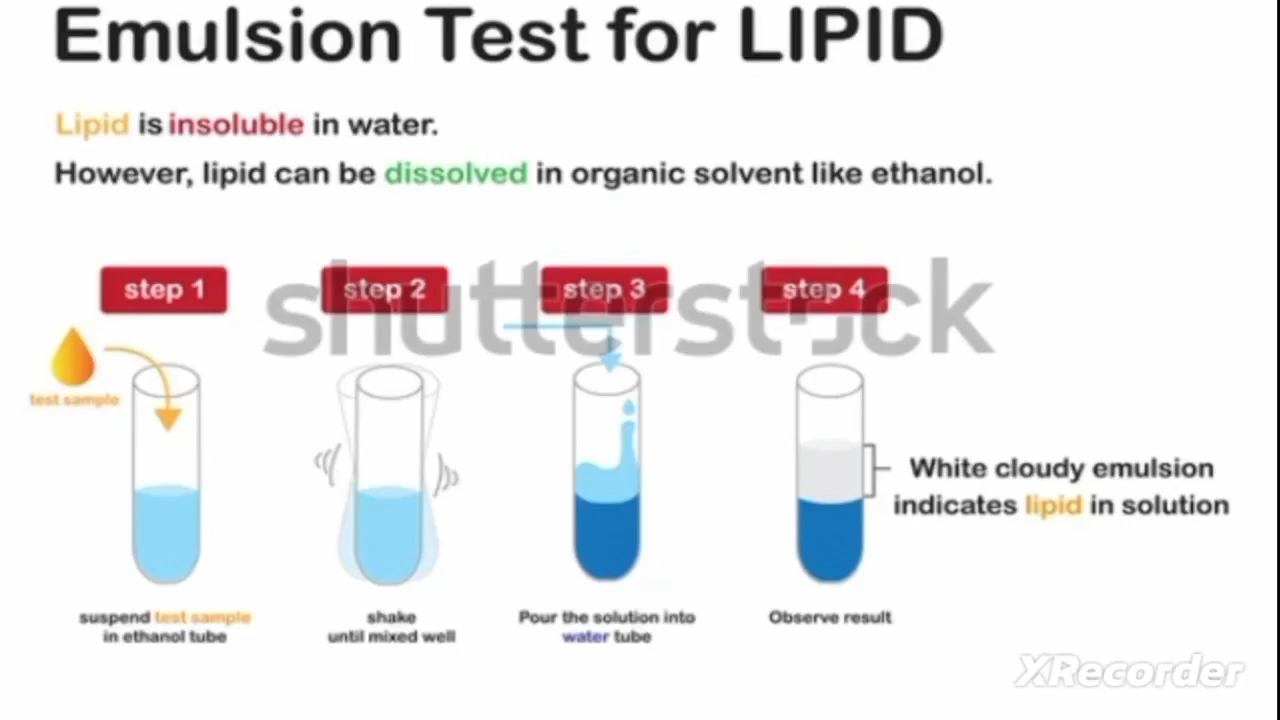 Emulsion Test for LIPID
Lipid is insoluble in water.
However, lipid can be dissolved in organic solvent like ethanol.
step 1
step 2
step 3
step 4
shutterstock
test sample
White cloudy emulsion
indicates lipid in solution
suspend test sample
in ethanol tube
shake
until mixed well
Pour the solution into
water tube
Observe result
XRecorder